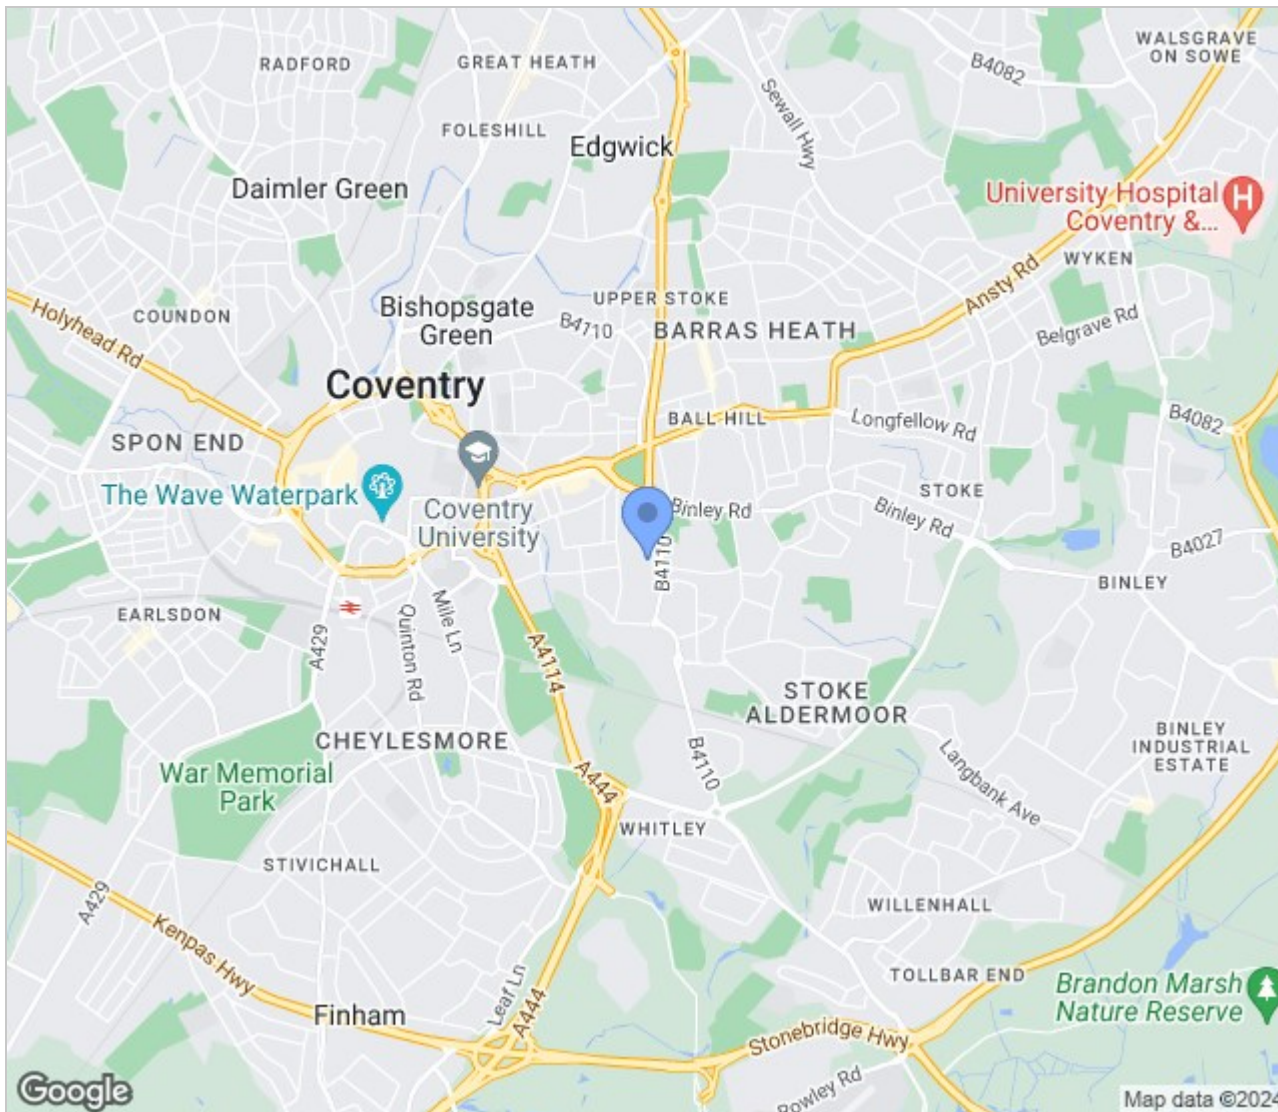 RADFORD
GREAT HEATH
WALSGRAVE
ON SOWE
B4082
Sewall Hwy
FOLESHILL
Edgwick
Daimler Green
University Hospital
Coventry &...
H
WYKEN
Ansty Rd
Holyhead Rd
COUNDON
Bishopsgate
Green
B4110
UPPER STOKE
BARRAS HEATH
Belgrave Rd
Coventry
BALL HILL
Longfellow Rd
B4082
SPON END
The Wave Waterpark
Coventry
University
Binley Rd
STOKE
Binley Rd
B4027
B4110
BINLEY
EARLSDON
A429
Quinton Rd
Mile Ln
A4114
STOKE
ALDERMOOR
CHEYLESMORE
War Memorial
Park
A444
B4110
Langbank Ave
BINLEY
INDUSTRIAL
ESTATE
WHITLEY
STIVICHALL
A429
Kenpas Hwy
WILLENHALL
TOLLBAR END
Brandon Marsh
Nature Reserve
Finham
Leaf Ln
A444
Stonebridge Hwy
Rowley Rd
Google
Map data ©2024